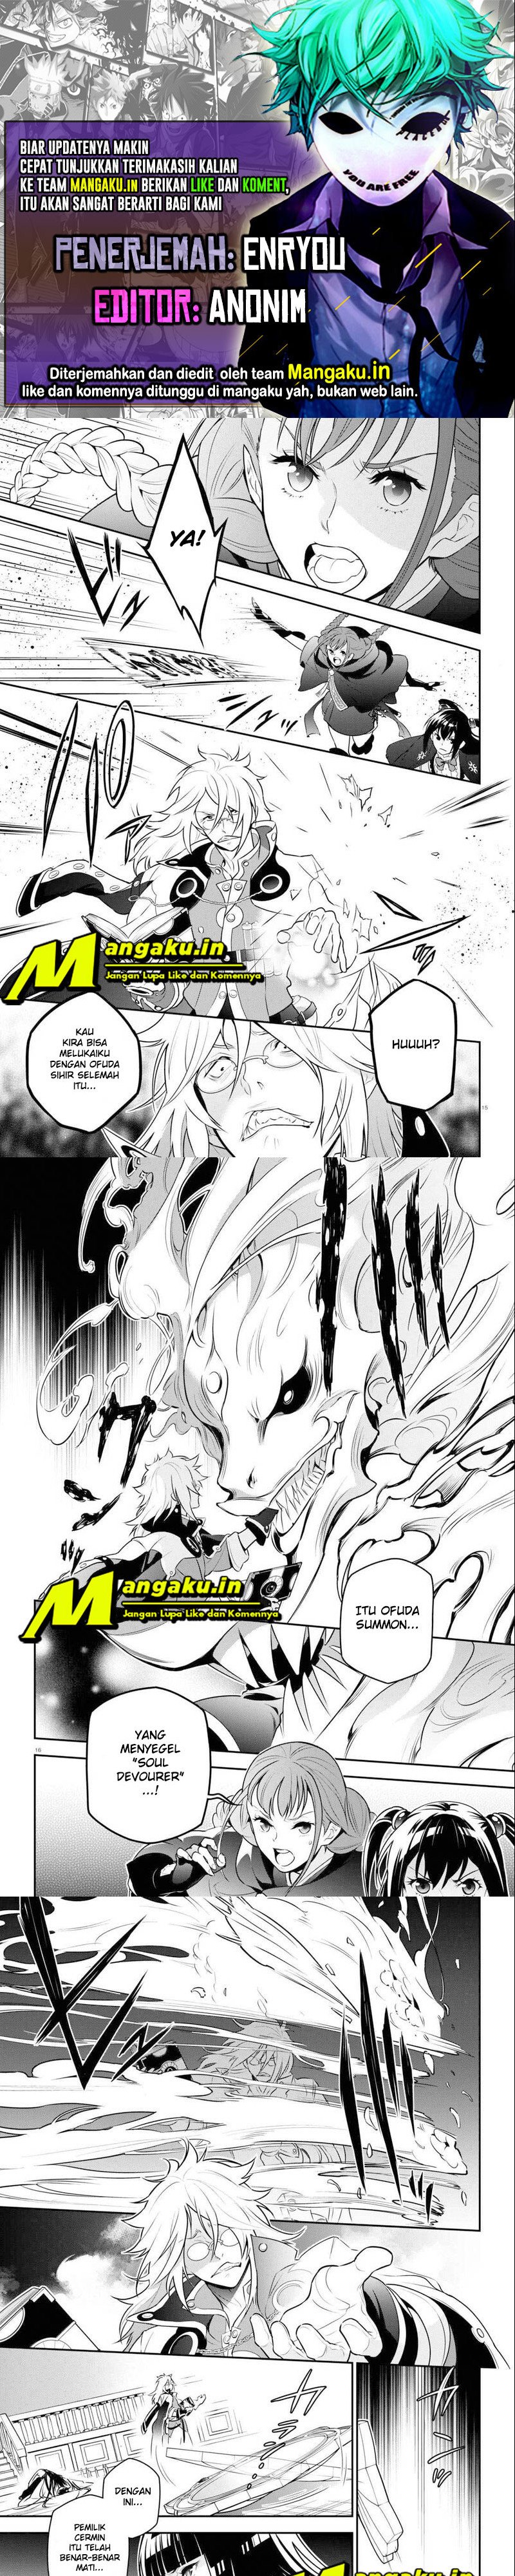 BIAR UPDATENYA MAKIN
CEPAT TUNJUKKAN TERIMAKASIH KALIAN
KE TEAM MANGAKU.IN BERIKAN LIKE DAN KOMENT,
ITU AKAN SANGAT BERARTI BAGI KAMI
YOU ARE FREE
PENERJEMAH: ENRYOU
EDITOR: ANONIM
Diterjemahkan dan diedit oleh team Mangaku.in
like dan komennya ditunggu di mangaku yah, bukan web lain.
YA!
Mangaku.in
Jangan Lupa Like dan Komennya
HUUUH?
KAU
KIRA BISA
MELUKAIKU
DENGAN OFUDA
SIHIR SELEMAH
ITU...
15
Mangaku.in
Jangan Lupa Like dan Komennya
ITU OFUDA
SUMMON...
16
YANG
MENYEGEL
"SOUL
DEVOURER"
...!
DENGAN
INI...
PEMILIK
CERMIN
ITU TELAH
BENAR-BENAR
MATI...
Mangaku.in